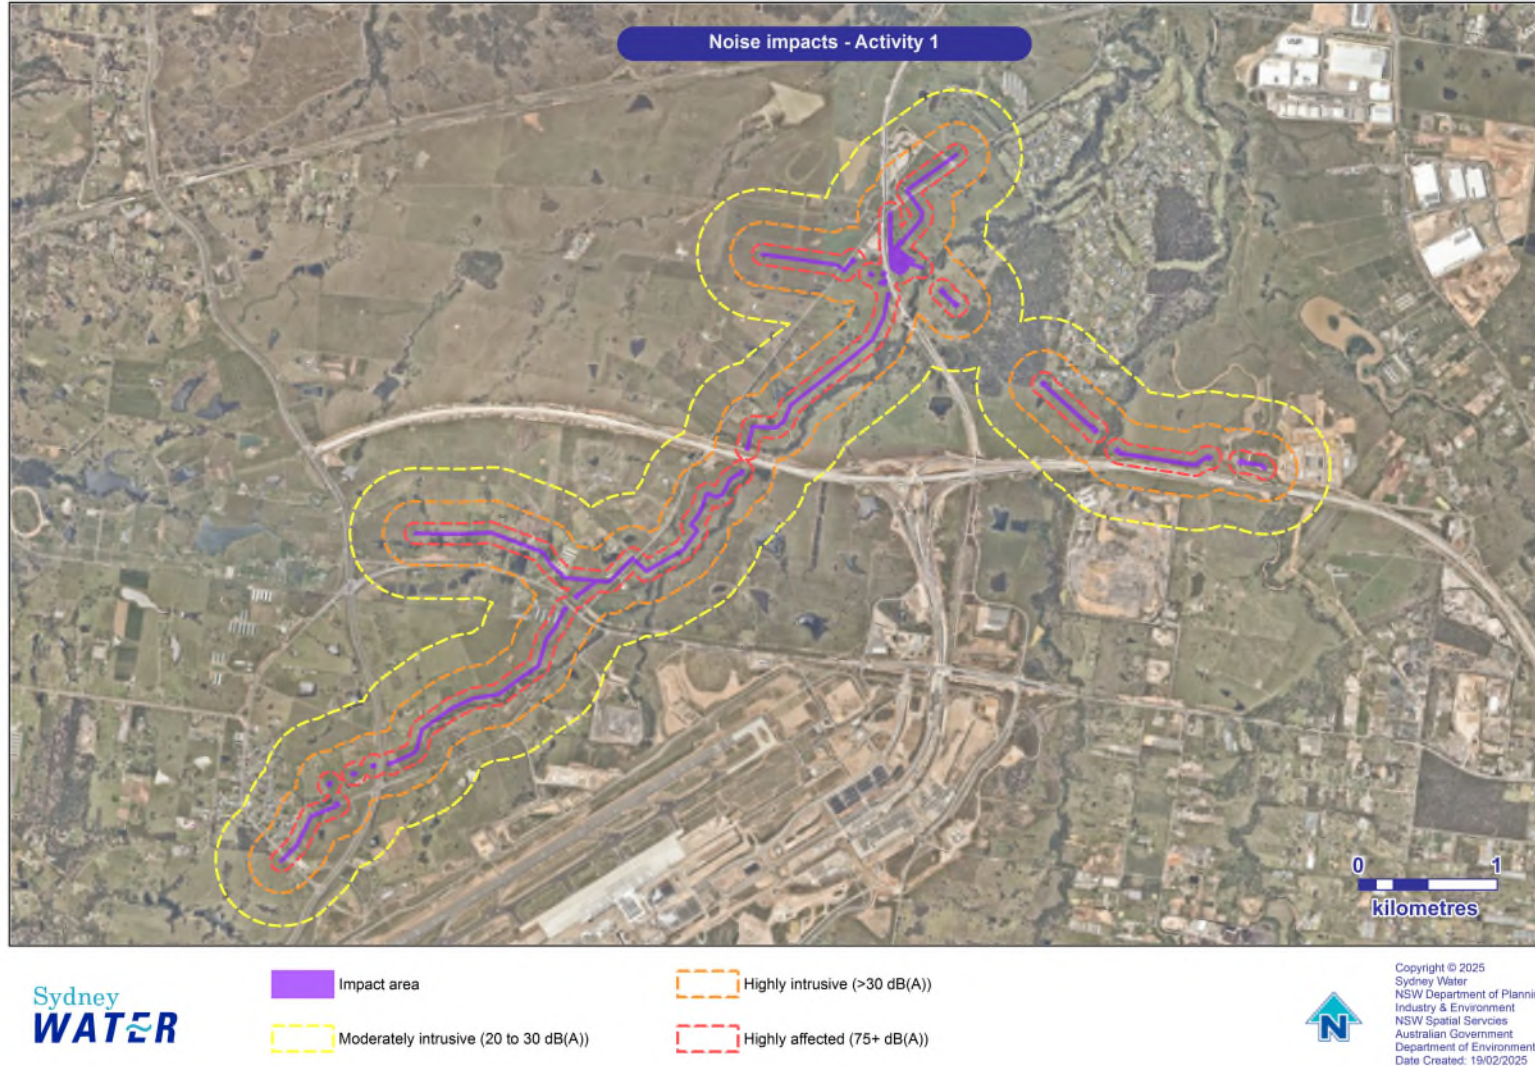 Noise impacts - Activity 1
0 1
kilometres
Sydney
WATER
Impact area
Moderately intrusive (20 to 30 dB(A))
Highly intrusive (>30 dB(A))
Highly affected (75+ dB(A))
N
Copyright © 2025
Sydney Water
NSW Department of Plannin
Industry & Environment
NSW Spatial Servcies
Australian Government
Department of Environment
Date Created: 19/02/2025